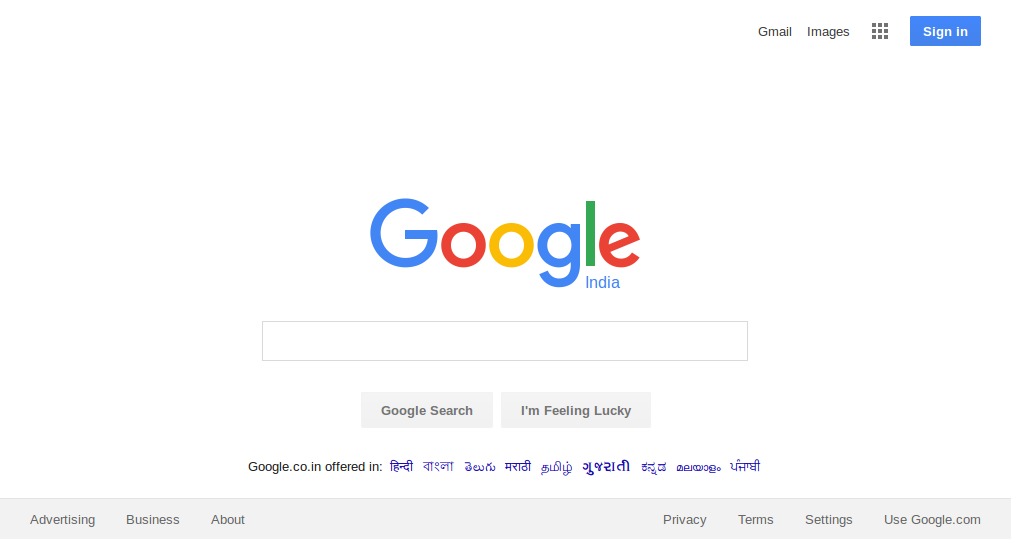 Gmail Images Sign in
Google
India
Google Search I'm Feeling Lucky
Google.co.in offered in: हिन्दी বাংলা తెలుగు मराठी தமிழ் ગુજરાતી ಕನ್ನಡ മലയാളം ਪੰਜਾਬੀ
Advertising Business About Privacy Terms Settings Use Google.com